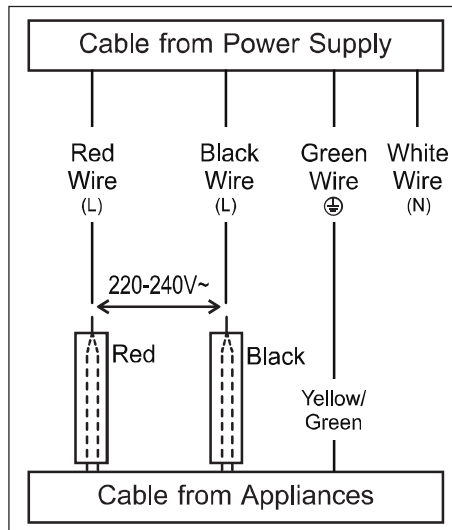 Cable from Power Supply
Red
Wire
(L)
Black
Wire
(L)
Green
Wire
White
Wire
(N)
220-240V~
Red
Black
Yellow/
Green
Cable from Appliances